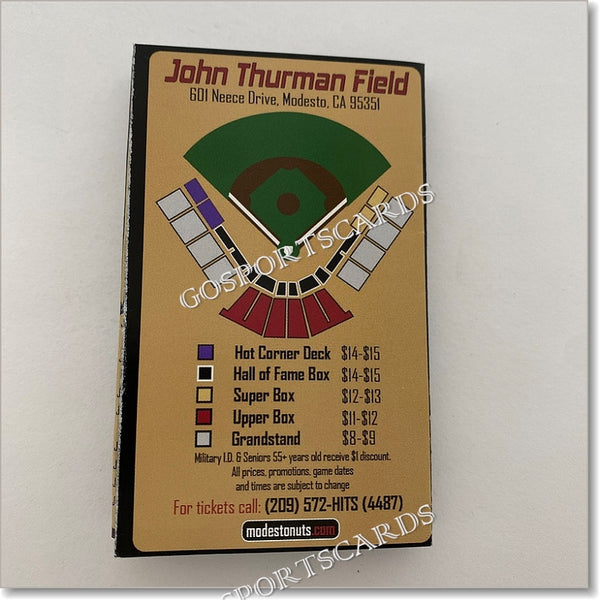 John Thurman Field
601 Neece Drive, Modesto, CA 95351
GOSPORTSCARDS
Hot Corner Deck $14-$15
Hall of Fame Box $14-$15
Super Box $12-$13
Upper Box $11-$12
Grandstand $8-$9
Military I.D. & Seniors 55+ years old receive $1 discount.
All prices, promotions, game dates
and times are subject to change
For tickets call: (209) 572-HITS (4487)
modestonuts.com
GOSPORTSCARDS